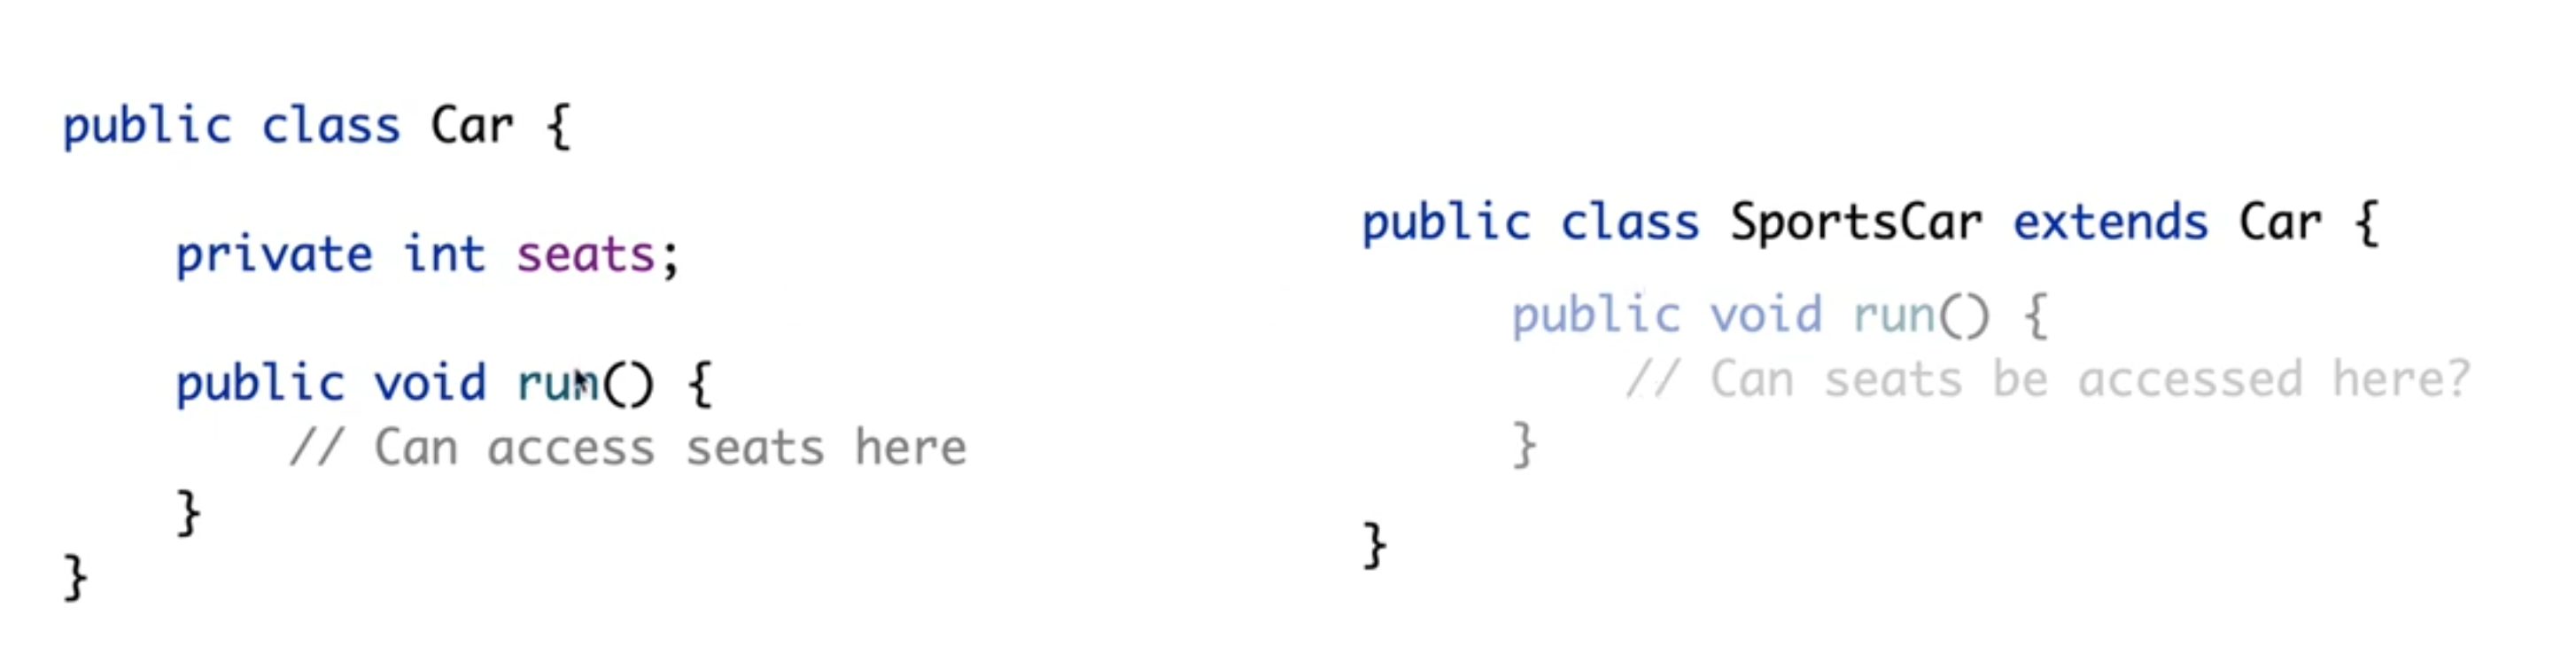 public class Car {
private int seats;
public void run() {
// Can access seats here
}
}
public class SportsCar extends Car {
public void run() {
// Can seats be accessed here?
}
}